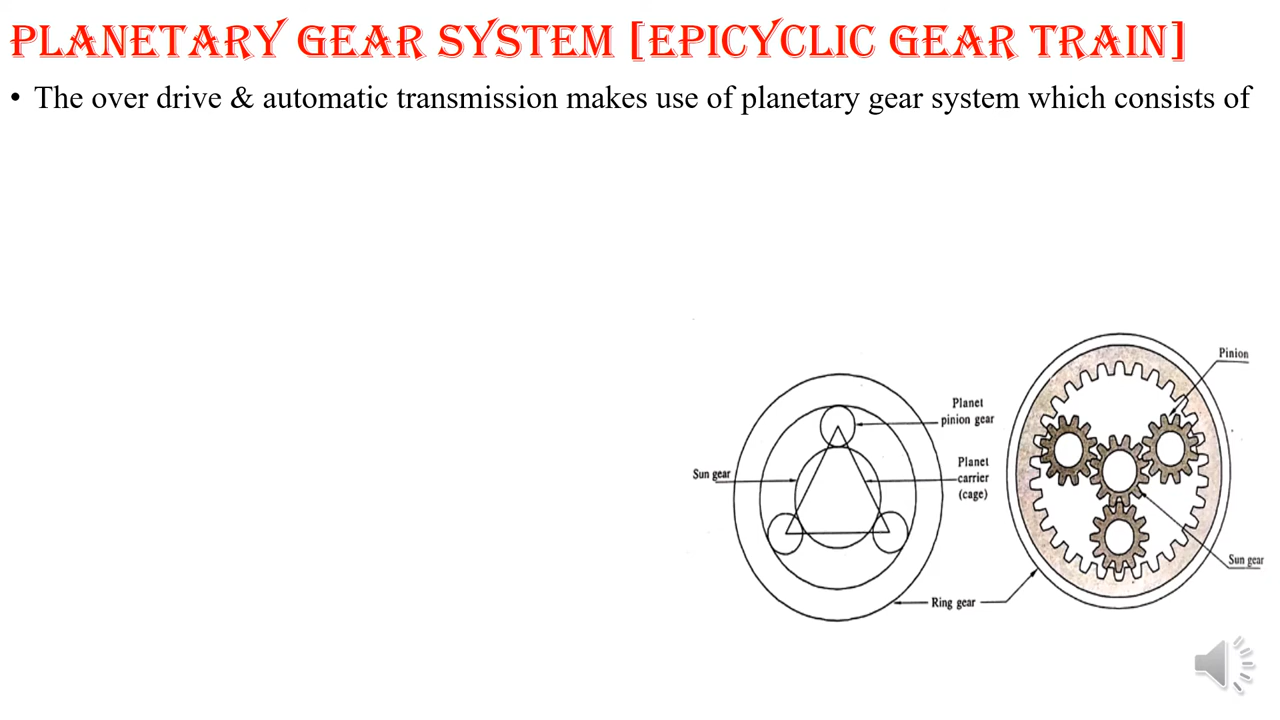 PLANETARY GEAR SYSTEM [EPICYCLIC GEAR TRAIN]
• The over drive & automatic transmission makes use of planetary gear system which consists of
Pinion
Planet
pinion gear
Sun gear
Planet
carrier
(cage)
Sun gear
Ring gear